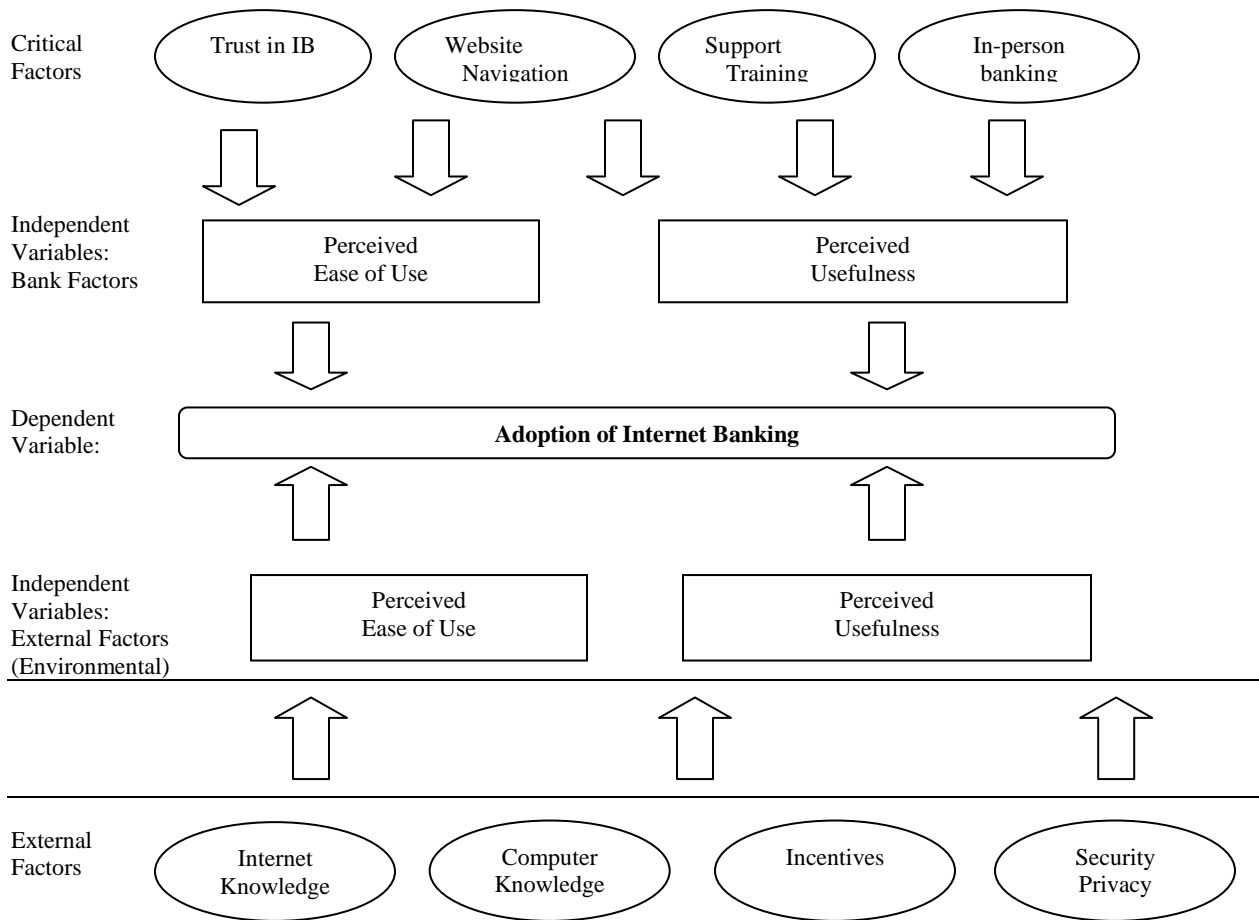 Critical
Factors
Trust in IB
Website
Navigation
Support
Training
In-person
banking
Independent
Variables:
Bank Factors
Perceived
Ease of Use
Perceived
Usefulness
Dependent
Variable:
Adoption of Internet Banking
Independent
Variables:
External Factors
(Environmental)
Perceived
Ease of Use
Perceived
Usefulness
External
Factors
Internet
Knowledge
Computer
Knowledge
Incentives
Security
Privacy